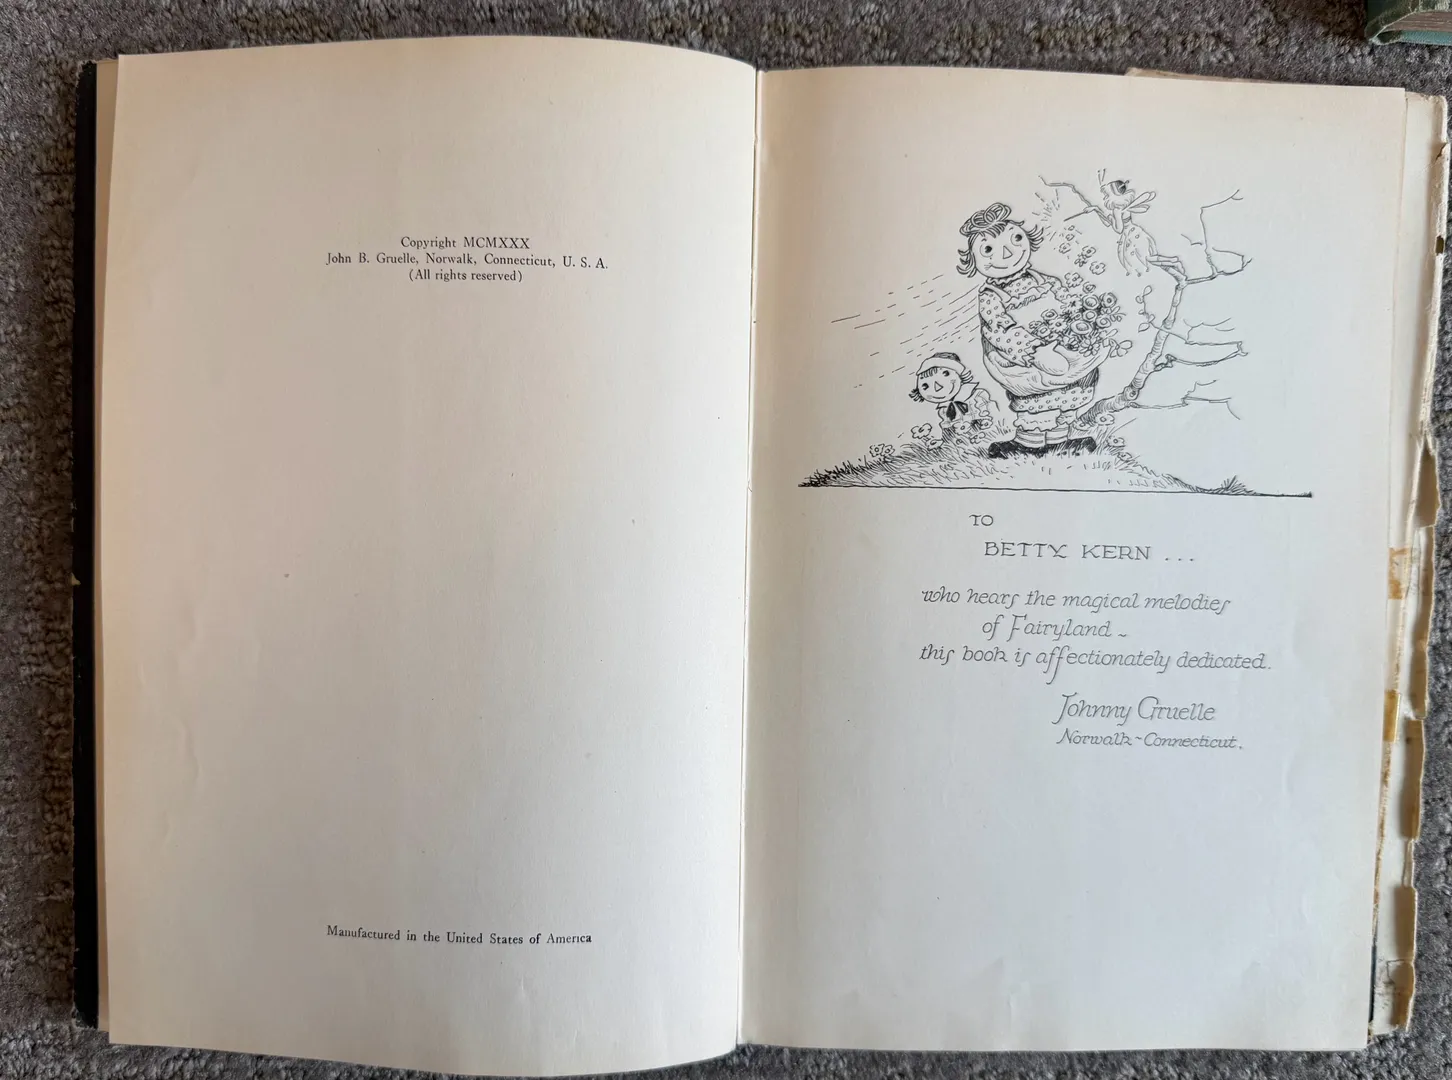 Copyright MCMXXX
John B. Gruelle, Norwalk, Connecticut, U. S. A.
(All rights reserved)
Manufactured in the United States of America
TO
BETTY KERN ...
who hears the magical melodies
of Fairyland ~
this book is affectionately dedicated.
Johnny Gruelle
Norwalk ~ Connecticut.